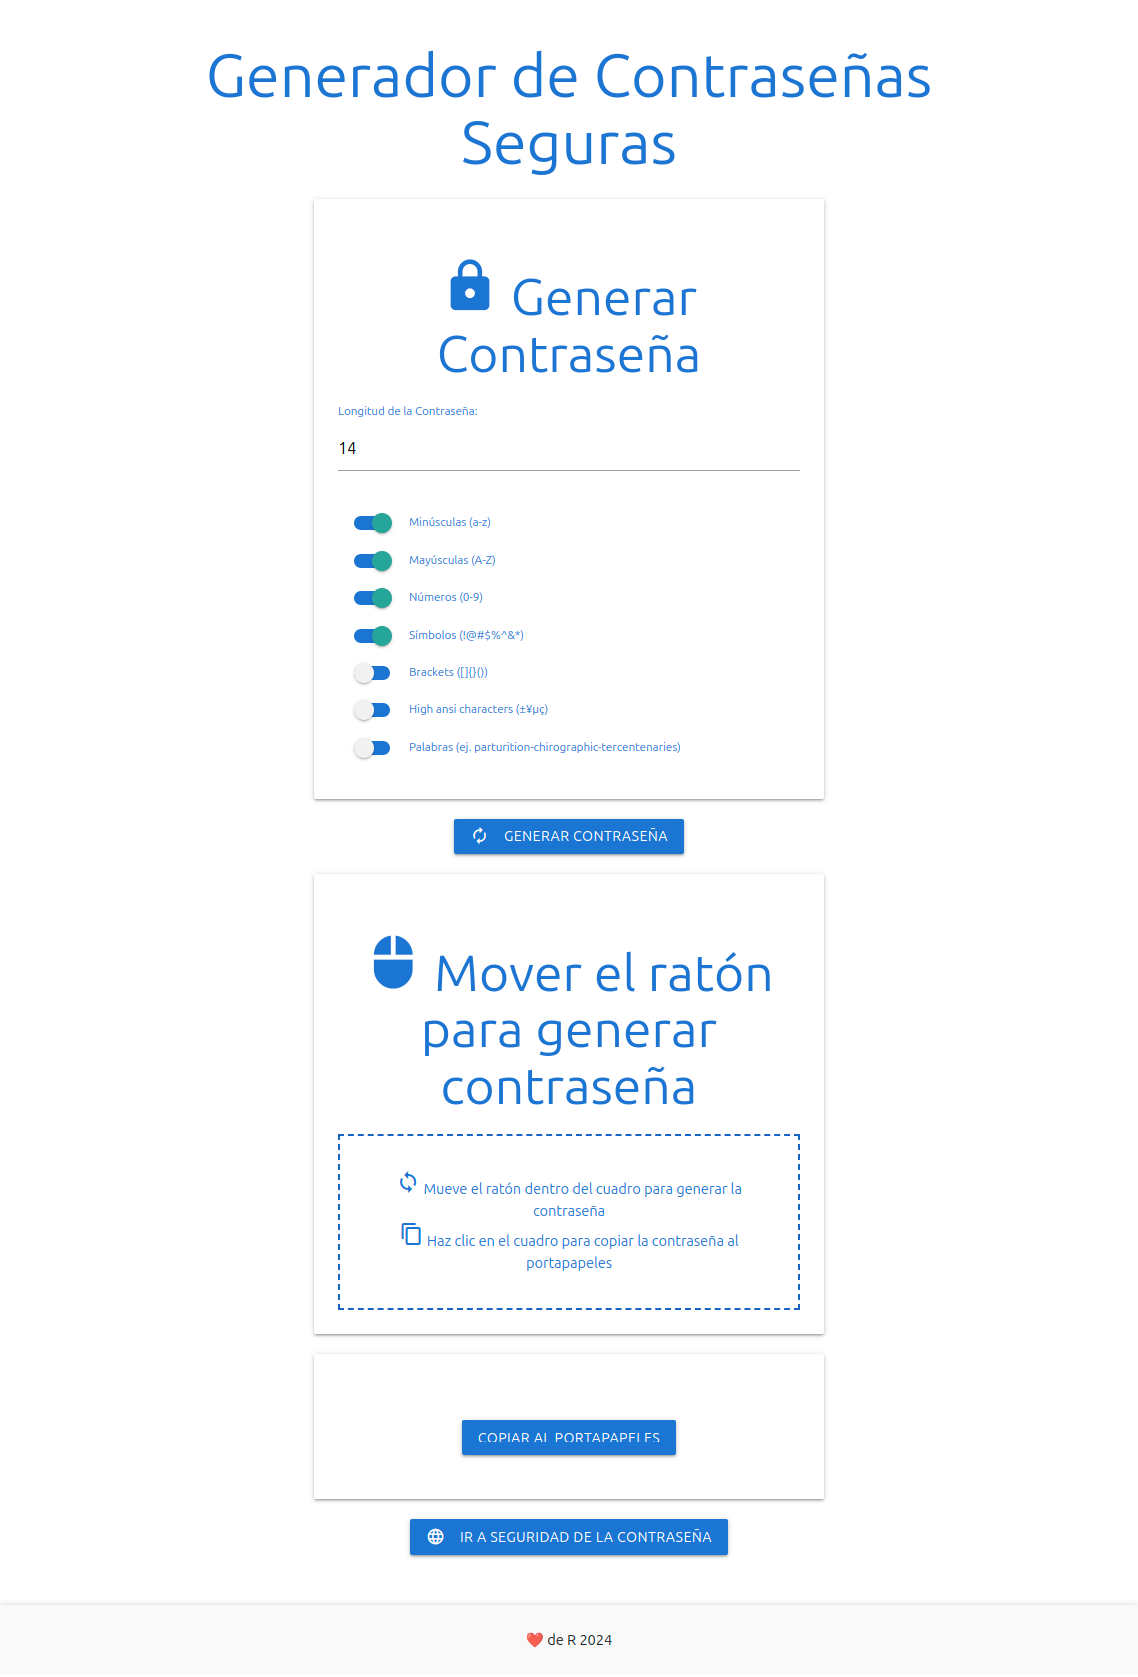 Generador de Contraseñas
Seguras
Generar
Contraseña
Longitud de la Contraseña:
14
Minúsculas (a-z)
Mayúsculas (A-Z)
Números (0-9)
Símbolos (!@#$%^&*)
Brackets ([]{}())
High ansi characters (±¥µç)
Palabras (ej. parturition-chirographic-tercentenaries)
GENERAR CONTRASEÑA
Mover el ratón
para generar
contraseña
Mueve el ratón dentro del cuadro para generar la
contraseña
Haz clic en el cuadro para copiar la contraseña al
portapapeles
COPIAR AL PORTAPAPELES
IR A SEGURIDAD DE LA CONTRASEÑA
❤️ de R 2024